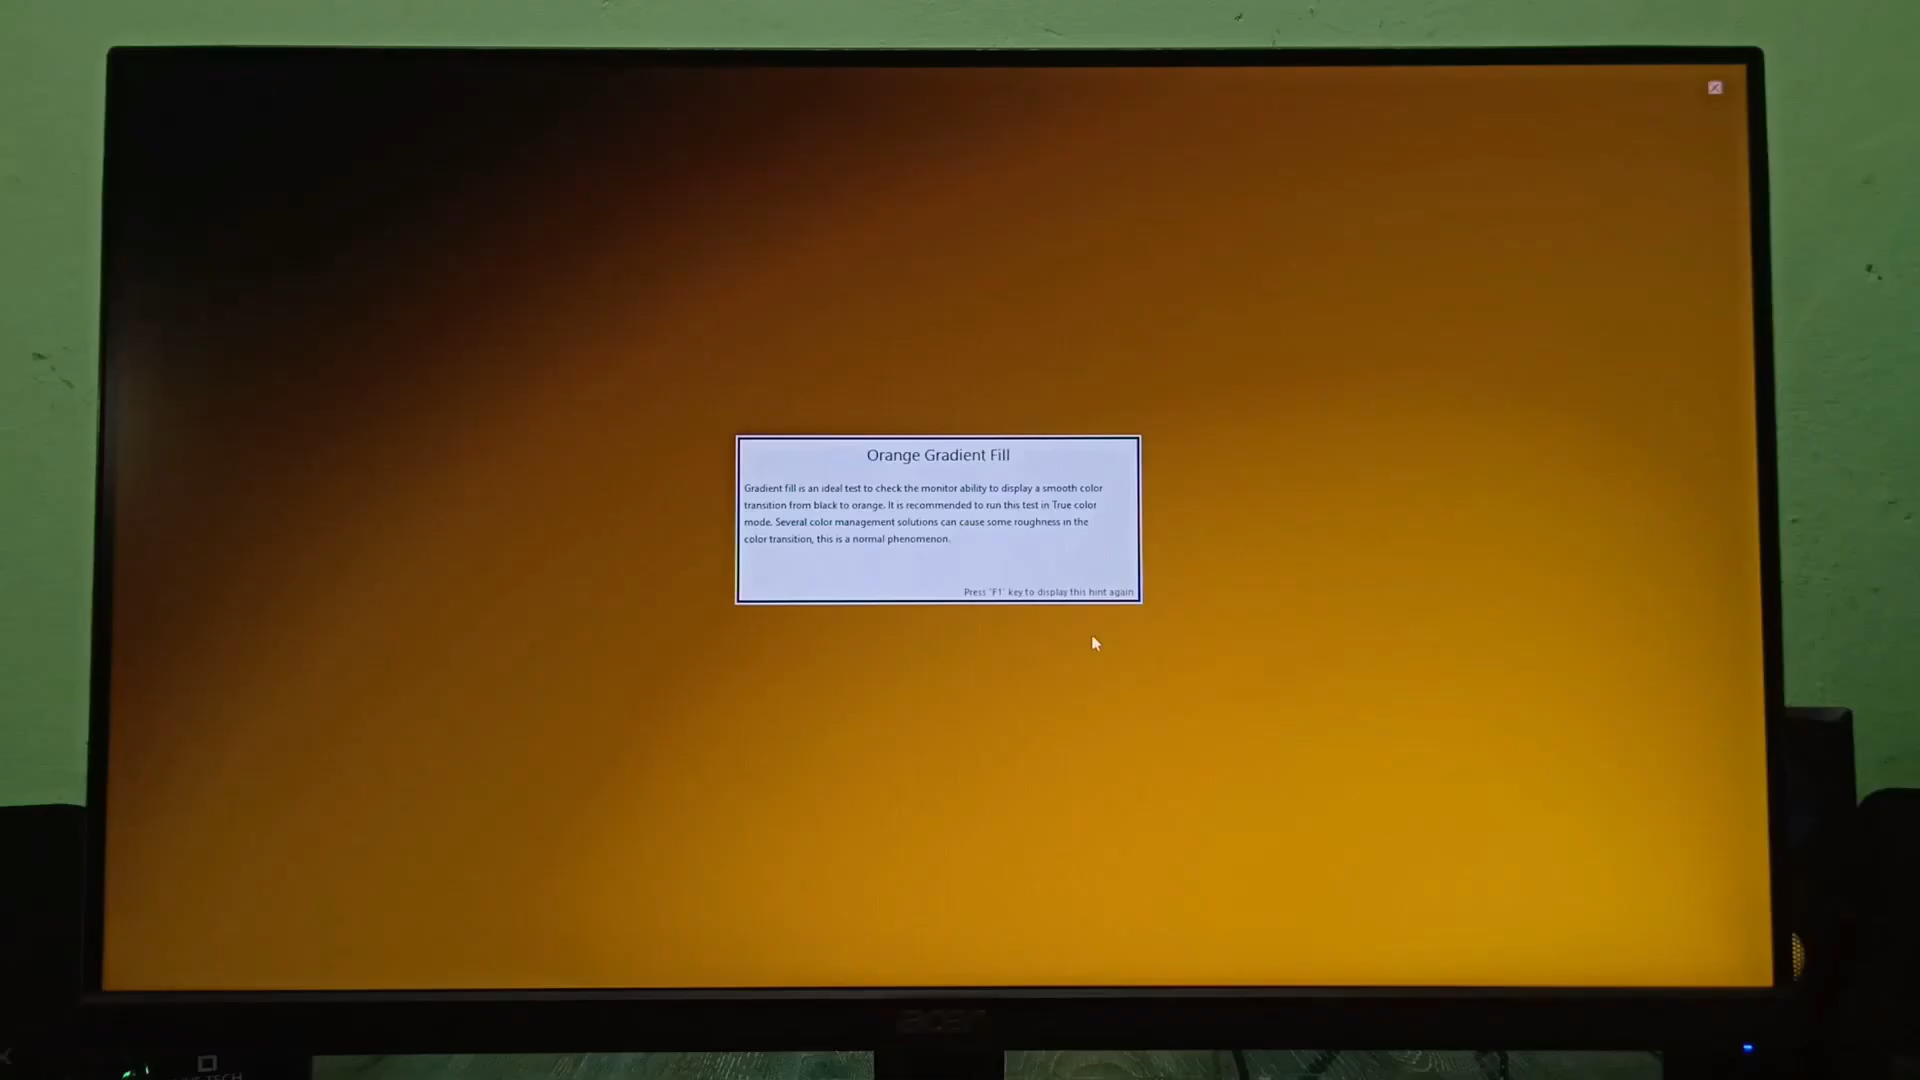 Orange Gradient Fill
Gradient fill is an ideal test to check the monitor ability to display a smooth color
transition from black to orange. It is recommended to run this test in True color
mode. Several color management solutions can cause some roughness in the
color transition, this is a normal phenomenon.
Press "F1" key to display this hint again
acer
TECH